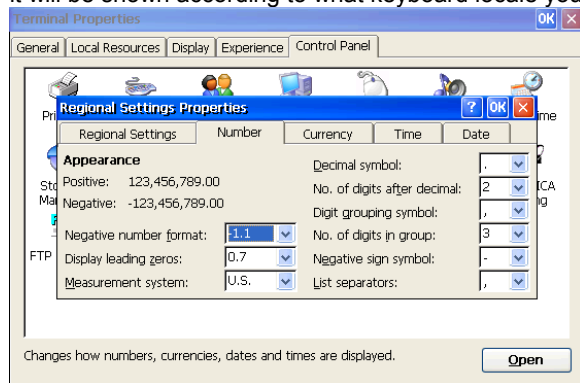 it will be shown according to what keyboard locale you
Terminal Properties OK
General Local Resources Display Experience Control Panel
Regional Settings Properties ? OK
Regional Settings Number Currency Time Date
Appearance
Positive: 123,456,789.00
Negative: -123,456,789.00
Negative number format: -1.1
Display leading zeros: 0.7
Measurement system: U.S.
Decimal symbol: .
No. of digits after decimal: 2
Digit grouping symbol: ,
No. of digits in group: 3
Negative sign symbol: -
List separators: ,
FTP
Changes how numbers, currencies, dates and times are displayed.
Open